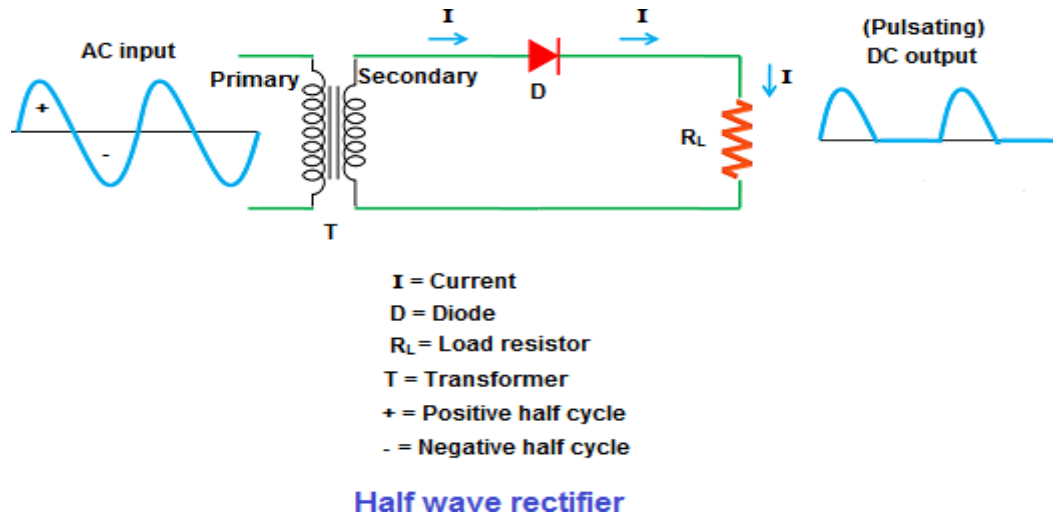 I
I
(Pulsating)
DC output
AC input
Primary
Secondary
D
I
+
-
RL
T
I = Current
D = Diode
RL = Load resistor
T = Transformer
+ = Positive half cycle
- = Negative half cycle
Half wave rectifier